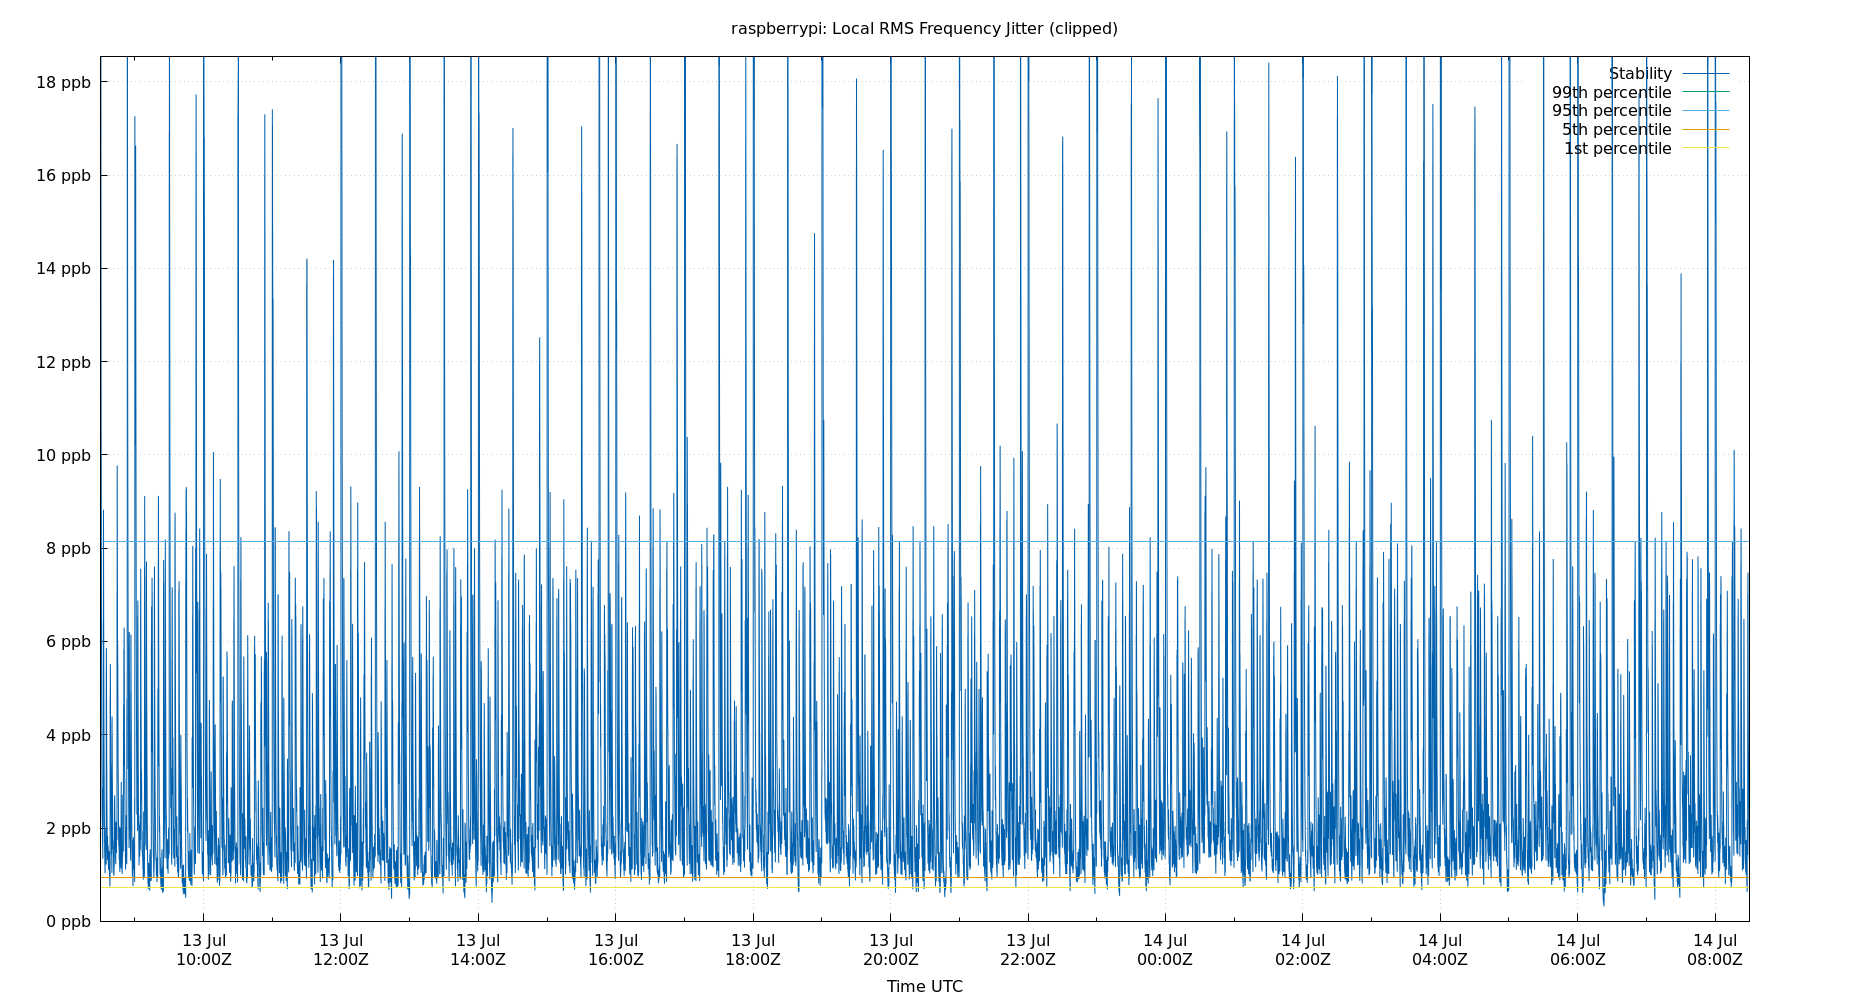 raspberrypi: Local RMS Frequency Jitter (clipped)
18 ppb
16 ppb
14 ppb
12 ppb
10 ppb
8 ppb
6 ppb
4 ppb
2 ppb
0 ppb
Stability
99th percentile
95th percentile
5th percentile
1st percentile
13 Jul 13 Jul 13 Jul 13 Jul 13 Jul 13 Jul 13 Jul 14 Jul 14 Jul 14 Jul 14 Jul 14 Jul
10:00Z 12:00Z 14:00Z 16:00Z 18:00Z 20:00Z 22:00Z 00:00Z 02:00Z 04:00Z 06:00Z 08:00Z
Time UTC